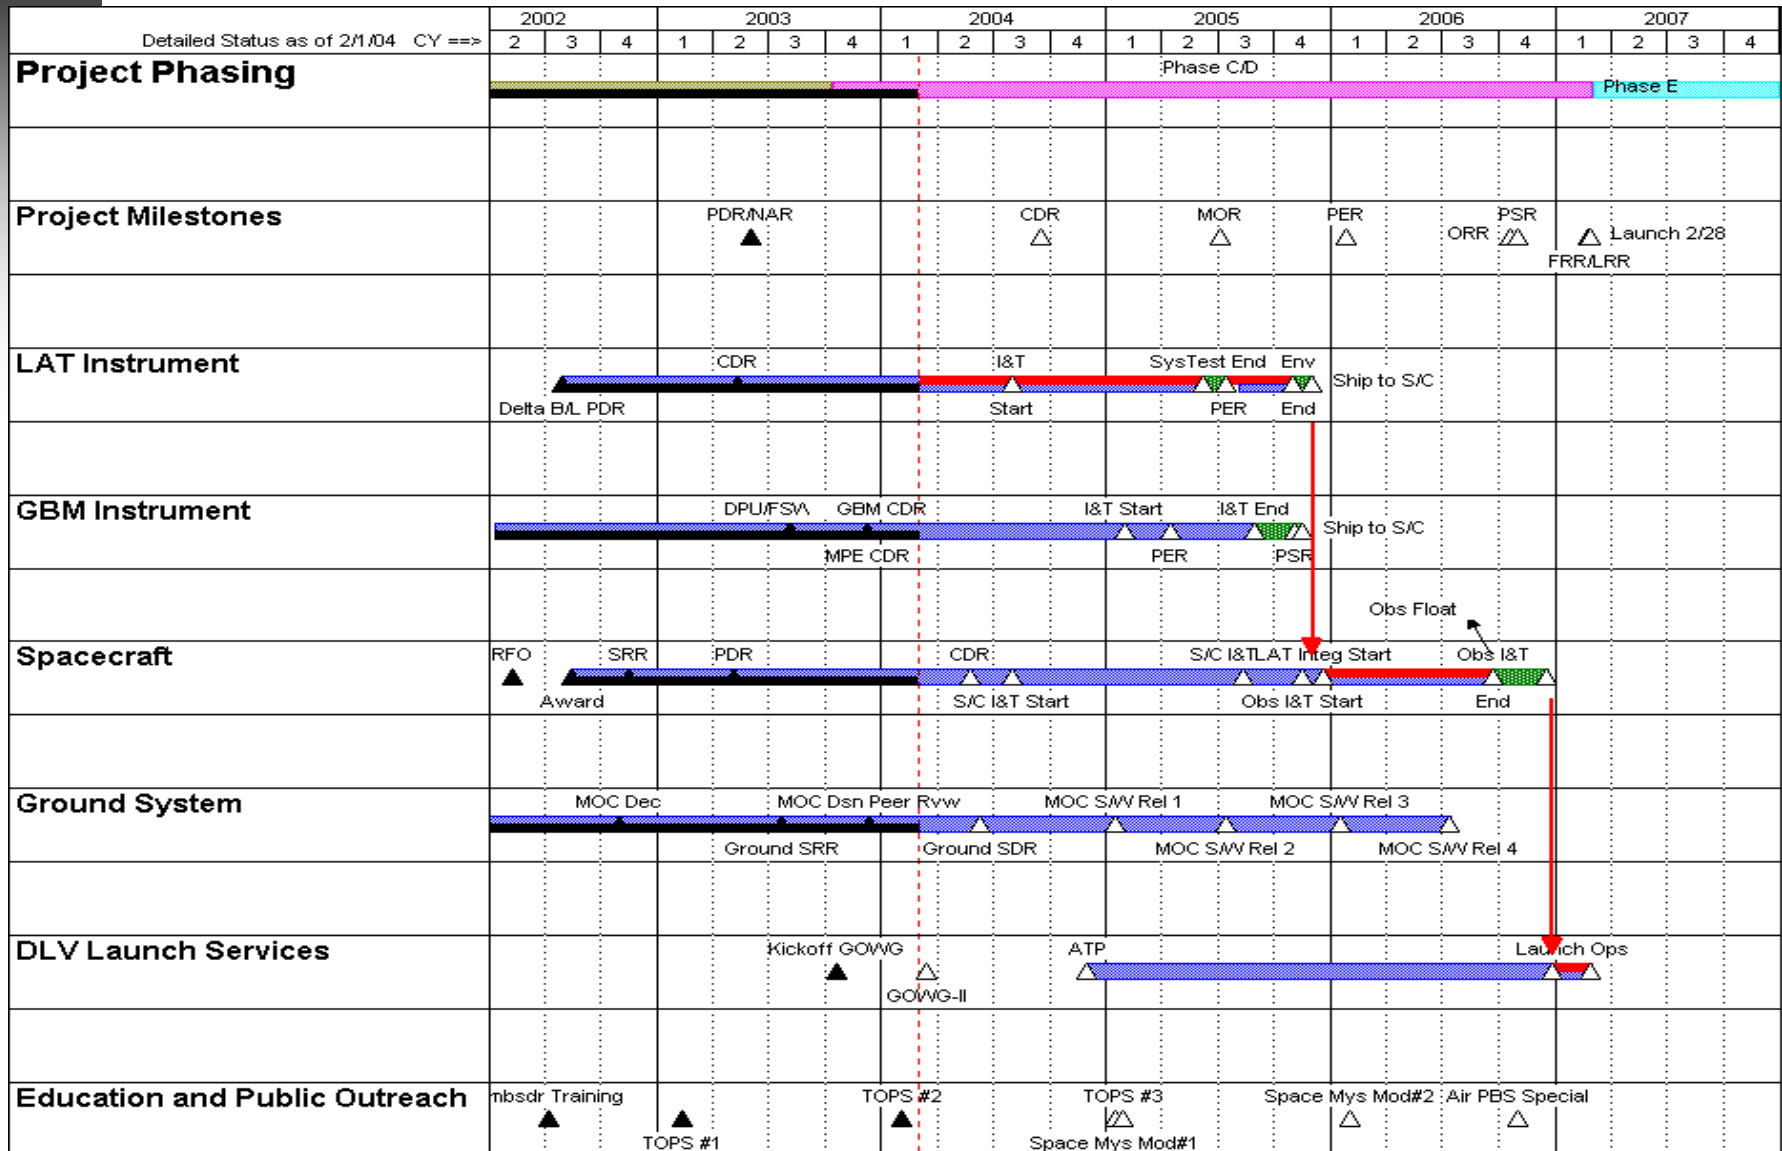 2002 2003 2004 2005 2006 2007
Detailed Status as of 2/1/04 CY ==> 2 3 4 1 2 3 4 1 2 3 4 1 2 3 4 1 2 3 4 1 2 3 4
Project Phasing
Phase C/D
Phase E
Project Milestones
PDR/NAR CDR MOR PER PSR
ORR Launch 2/28
FRR/LRR
LAT Instrument
CDR I&T SysTest End Env
Ship to S/C
Delta B/L PDR Start PER End
GBM Instrument
DPU/FSW GBM CDR I&T Start I&T End
Ship to S/C
MPE CDR PER PSR
Obs Float
Spacecraft
RFO SRR PDR CDR S/C I&T LAT Integ Start Obs I&T
Award S/C I&T Start Obs I&T Start End
Ground System
MOC Dec MOC Dsn Peer Rvw MOC S/W Rel 1 MOC S/W Rel 3
Ground SRR Ground SDR MOC S/W Rel 2 MOC S/W Rel 4
DLV Launch Services
Kickoff GOWG ATP Launch Ops
GOWG-II
Education and Public Outreach
mbsdr Training TOPS #2 TOPS #3 Space Mys Mod#2 Air PBS Special
TOPS #1 Space Mys Mod#1